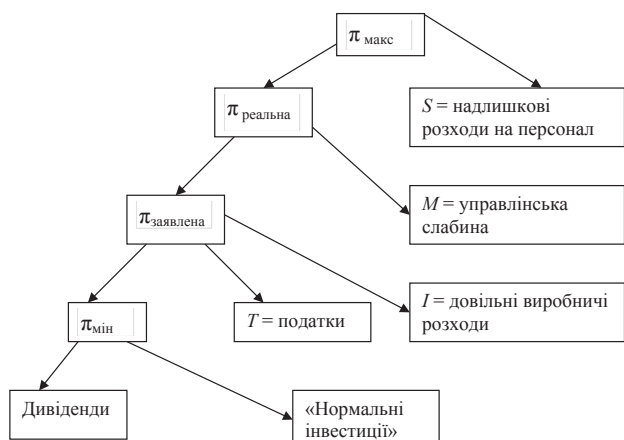 π макс
π реальна
S = надлишкові
розходи на персонал
π заявлена
M = управлінська
слабина
π мін
T = податки
I = довільні виробничі
розходи
Дивіденди
«Нормальні
інвестиції»